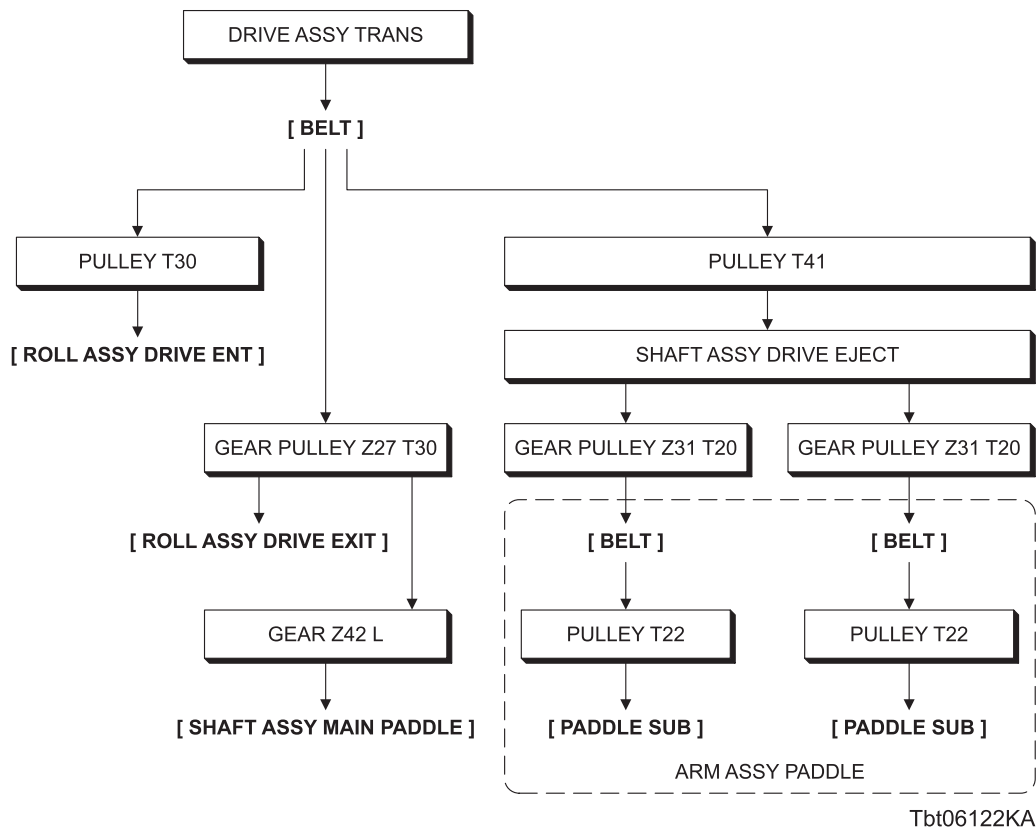 DRIVE ASSY TRANS
[ BELT ]
PULLEY T30
PULLEY T41
[ ROLL ASSY DRIVE ENT ]
SHAFT ASSY DRIVE EJECT
GEAR PULLEY Z27 T30
GEAR PULLEY Z31 T20
GEAR PULLEY Z31 T20
[ ROLL ASSY DRIVE EXIT ]
[ BELT ]
[ BELT ]
GEAR Z42 L
PULLEY T22
PULLEY T22
[ SHAFT ASSY MAIN PADDLE ]
[ PADDLE SUB ]
[ PADDLE SUB ]
ARM ASSY PADDLE
Tbt06122KA